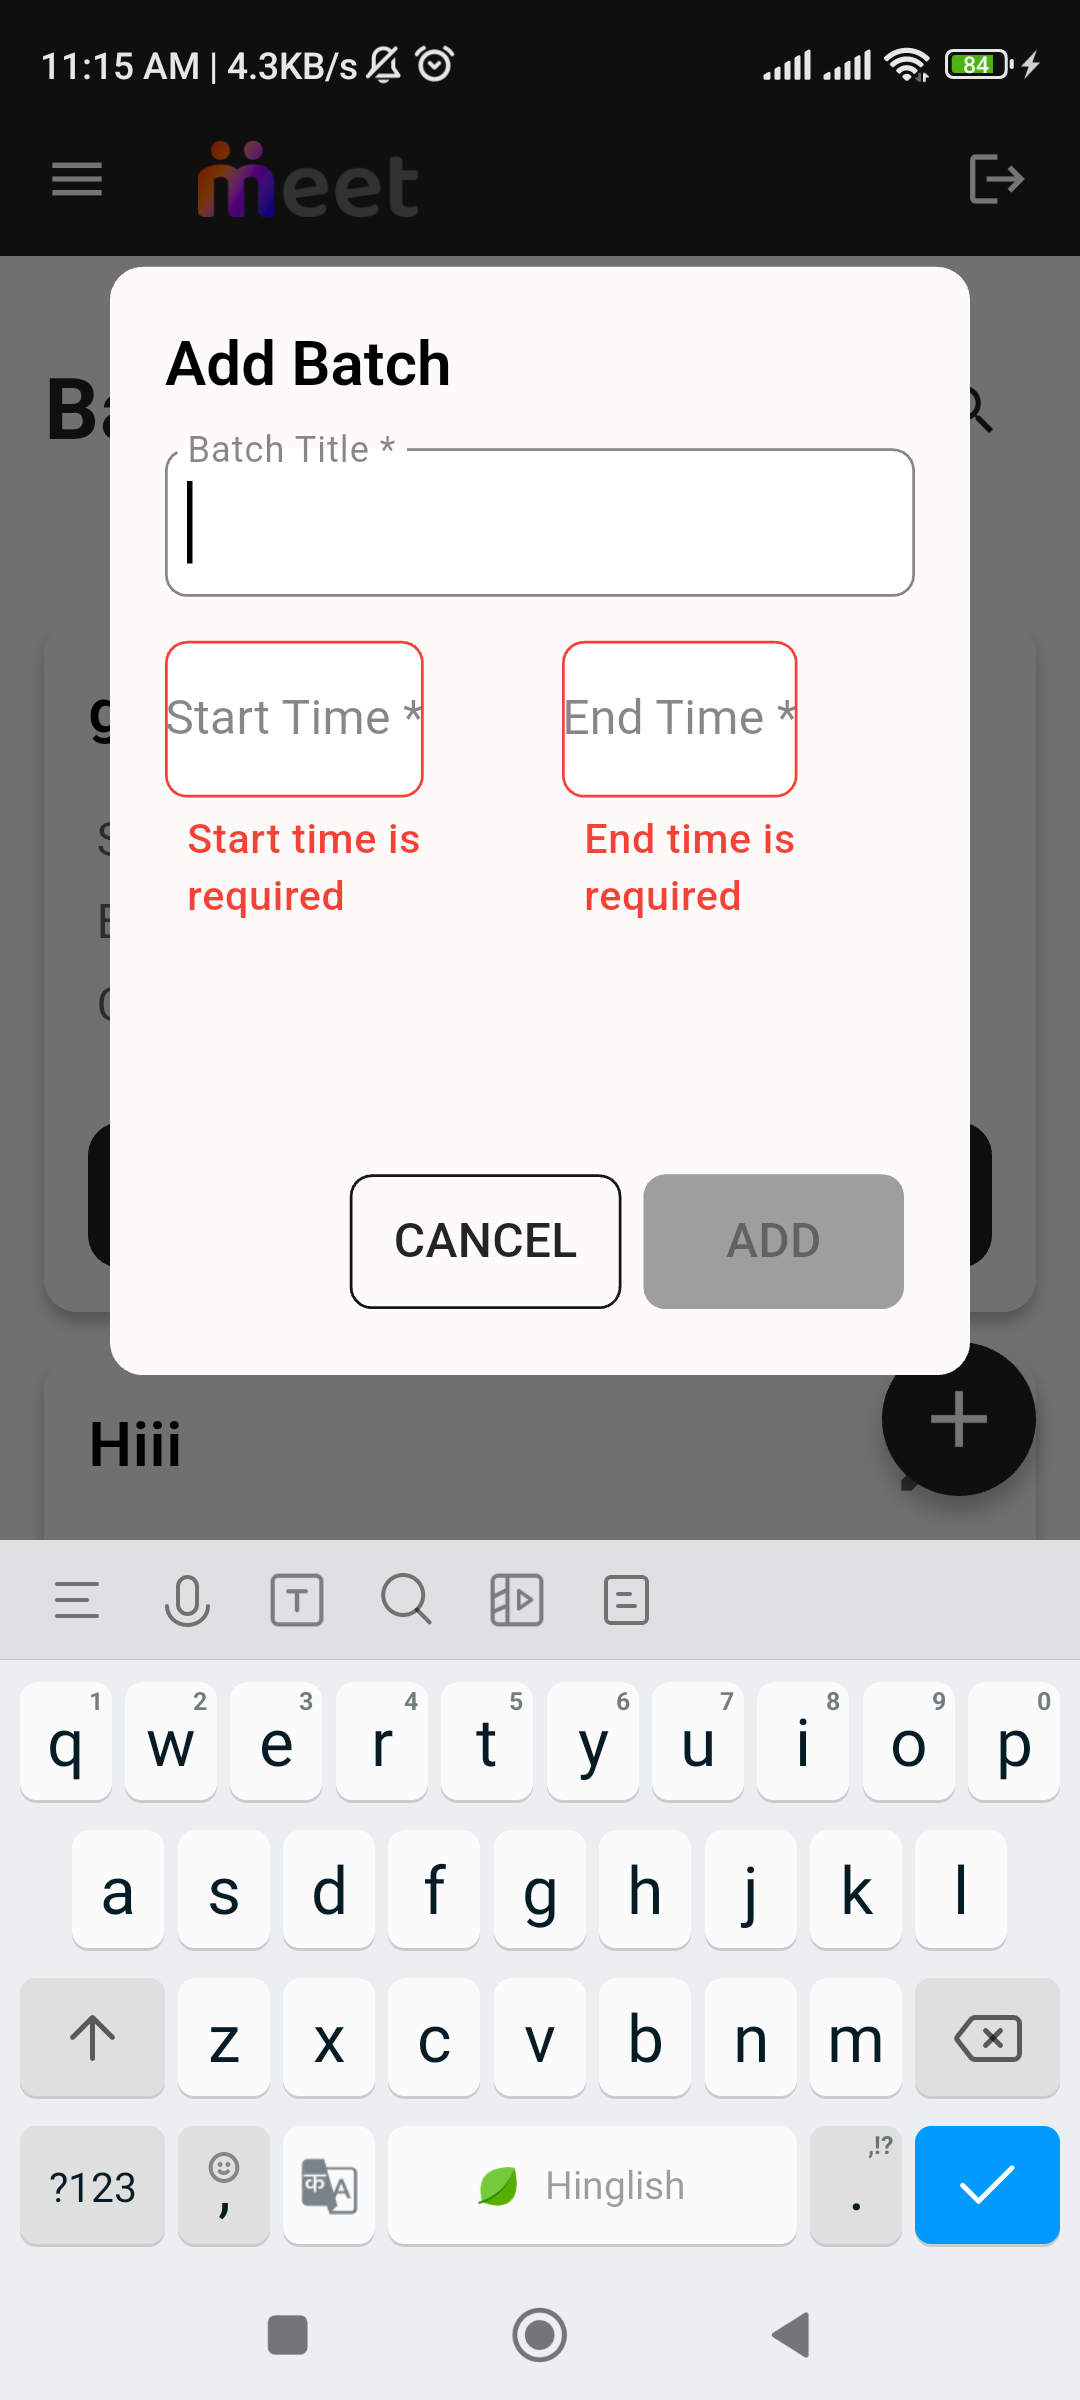 11:15 AM | 4.3KB/s
84
meet
Add Batch
Batch Title *
Start Time * End Time *
Start time is required
End time is required
CANCEL ADD
Hiii
1 2 3 4 5 6 7 8 9 0
q w e r t y u i o p
a s d f g h j k l
z x c v b n m
,!?
?123 , क A Hinglish .